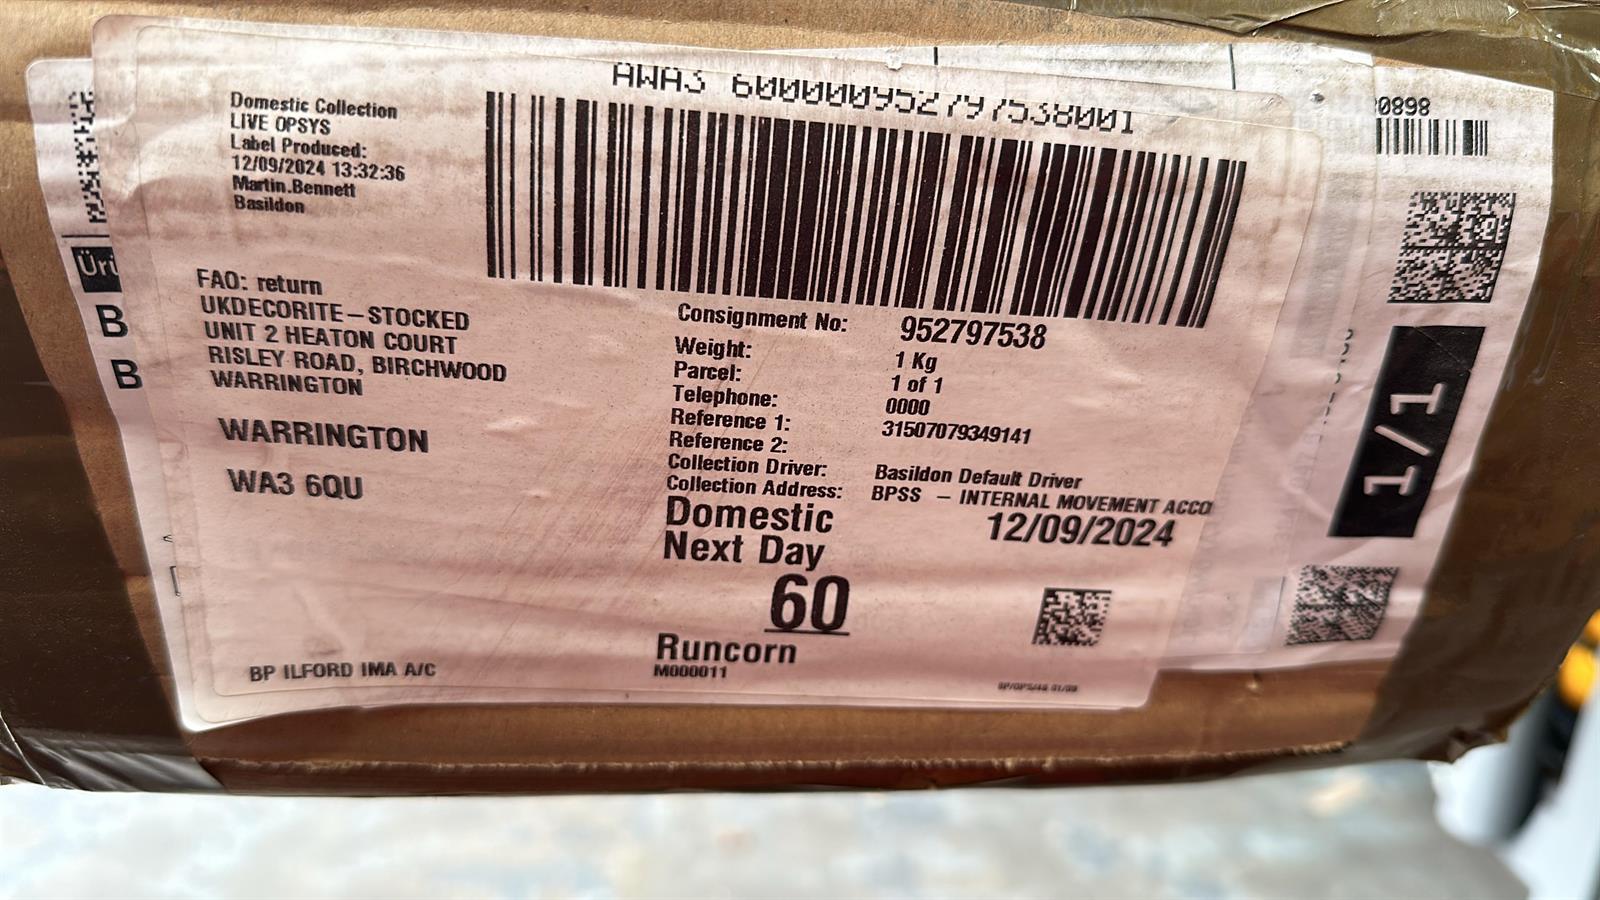 AWA3 600000952797538001
Domestic Collection
LIVE OPSYS
Label Produced:
12/09/2024 13:32:36
Martin.Bennett
Basildon
FAO: return
UKDECORITE-STOCKED
UNIT 2 HEATON COURT
RISLEY ROAD, BIRCHWOOD
WARRINGTON
WARRINGTON
WA3 6QU
Consignment No: 952797538
Weight: 1 Kg
Parcel: 1 of 1
Telephone: 0000
Reference 1: 31507079349141
Reference 2:
Collection Driver: Basildon Default Driver
Collection Address: BPSS - INTERNAL MOVEMENT ACCO
12/09/2024
Domestic
Next Day
60
Runcorn
M000011
BP ILFORD IMA A/C
0898
1/1
Uri
B
B